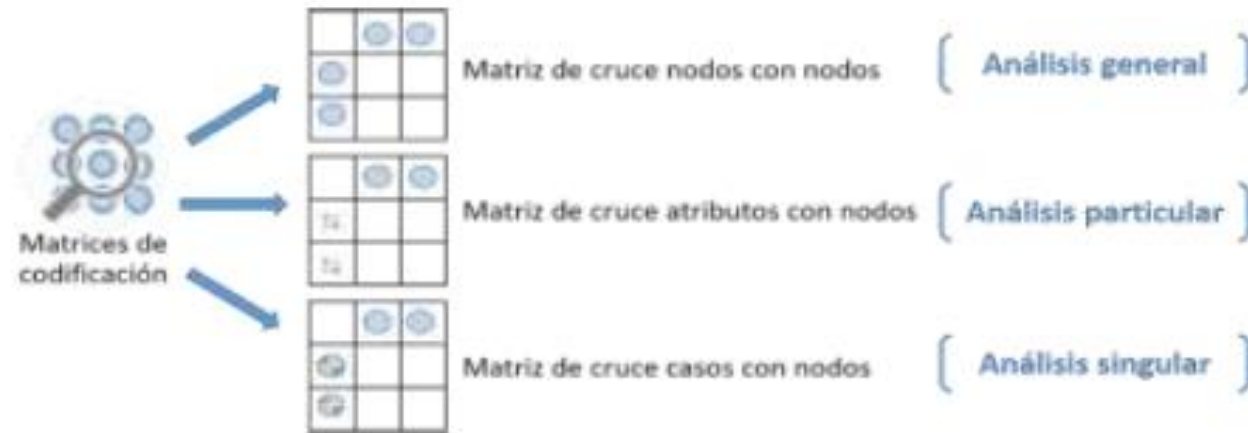 Matrices de
codificación
Matriz de cruce nodos con nodos
Análisis general
Matriz de cruce atributos con nodos
Análisis particular
Matriz de cruce casos con nodos
Análisis singular